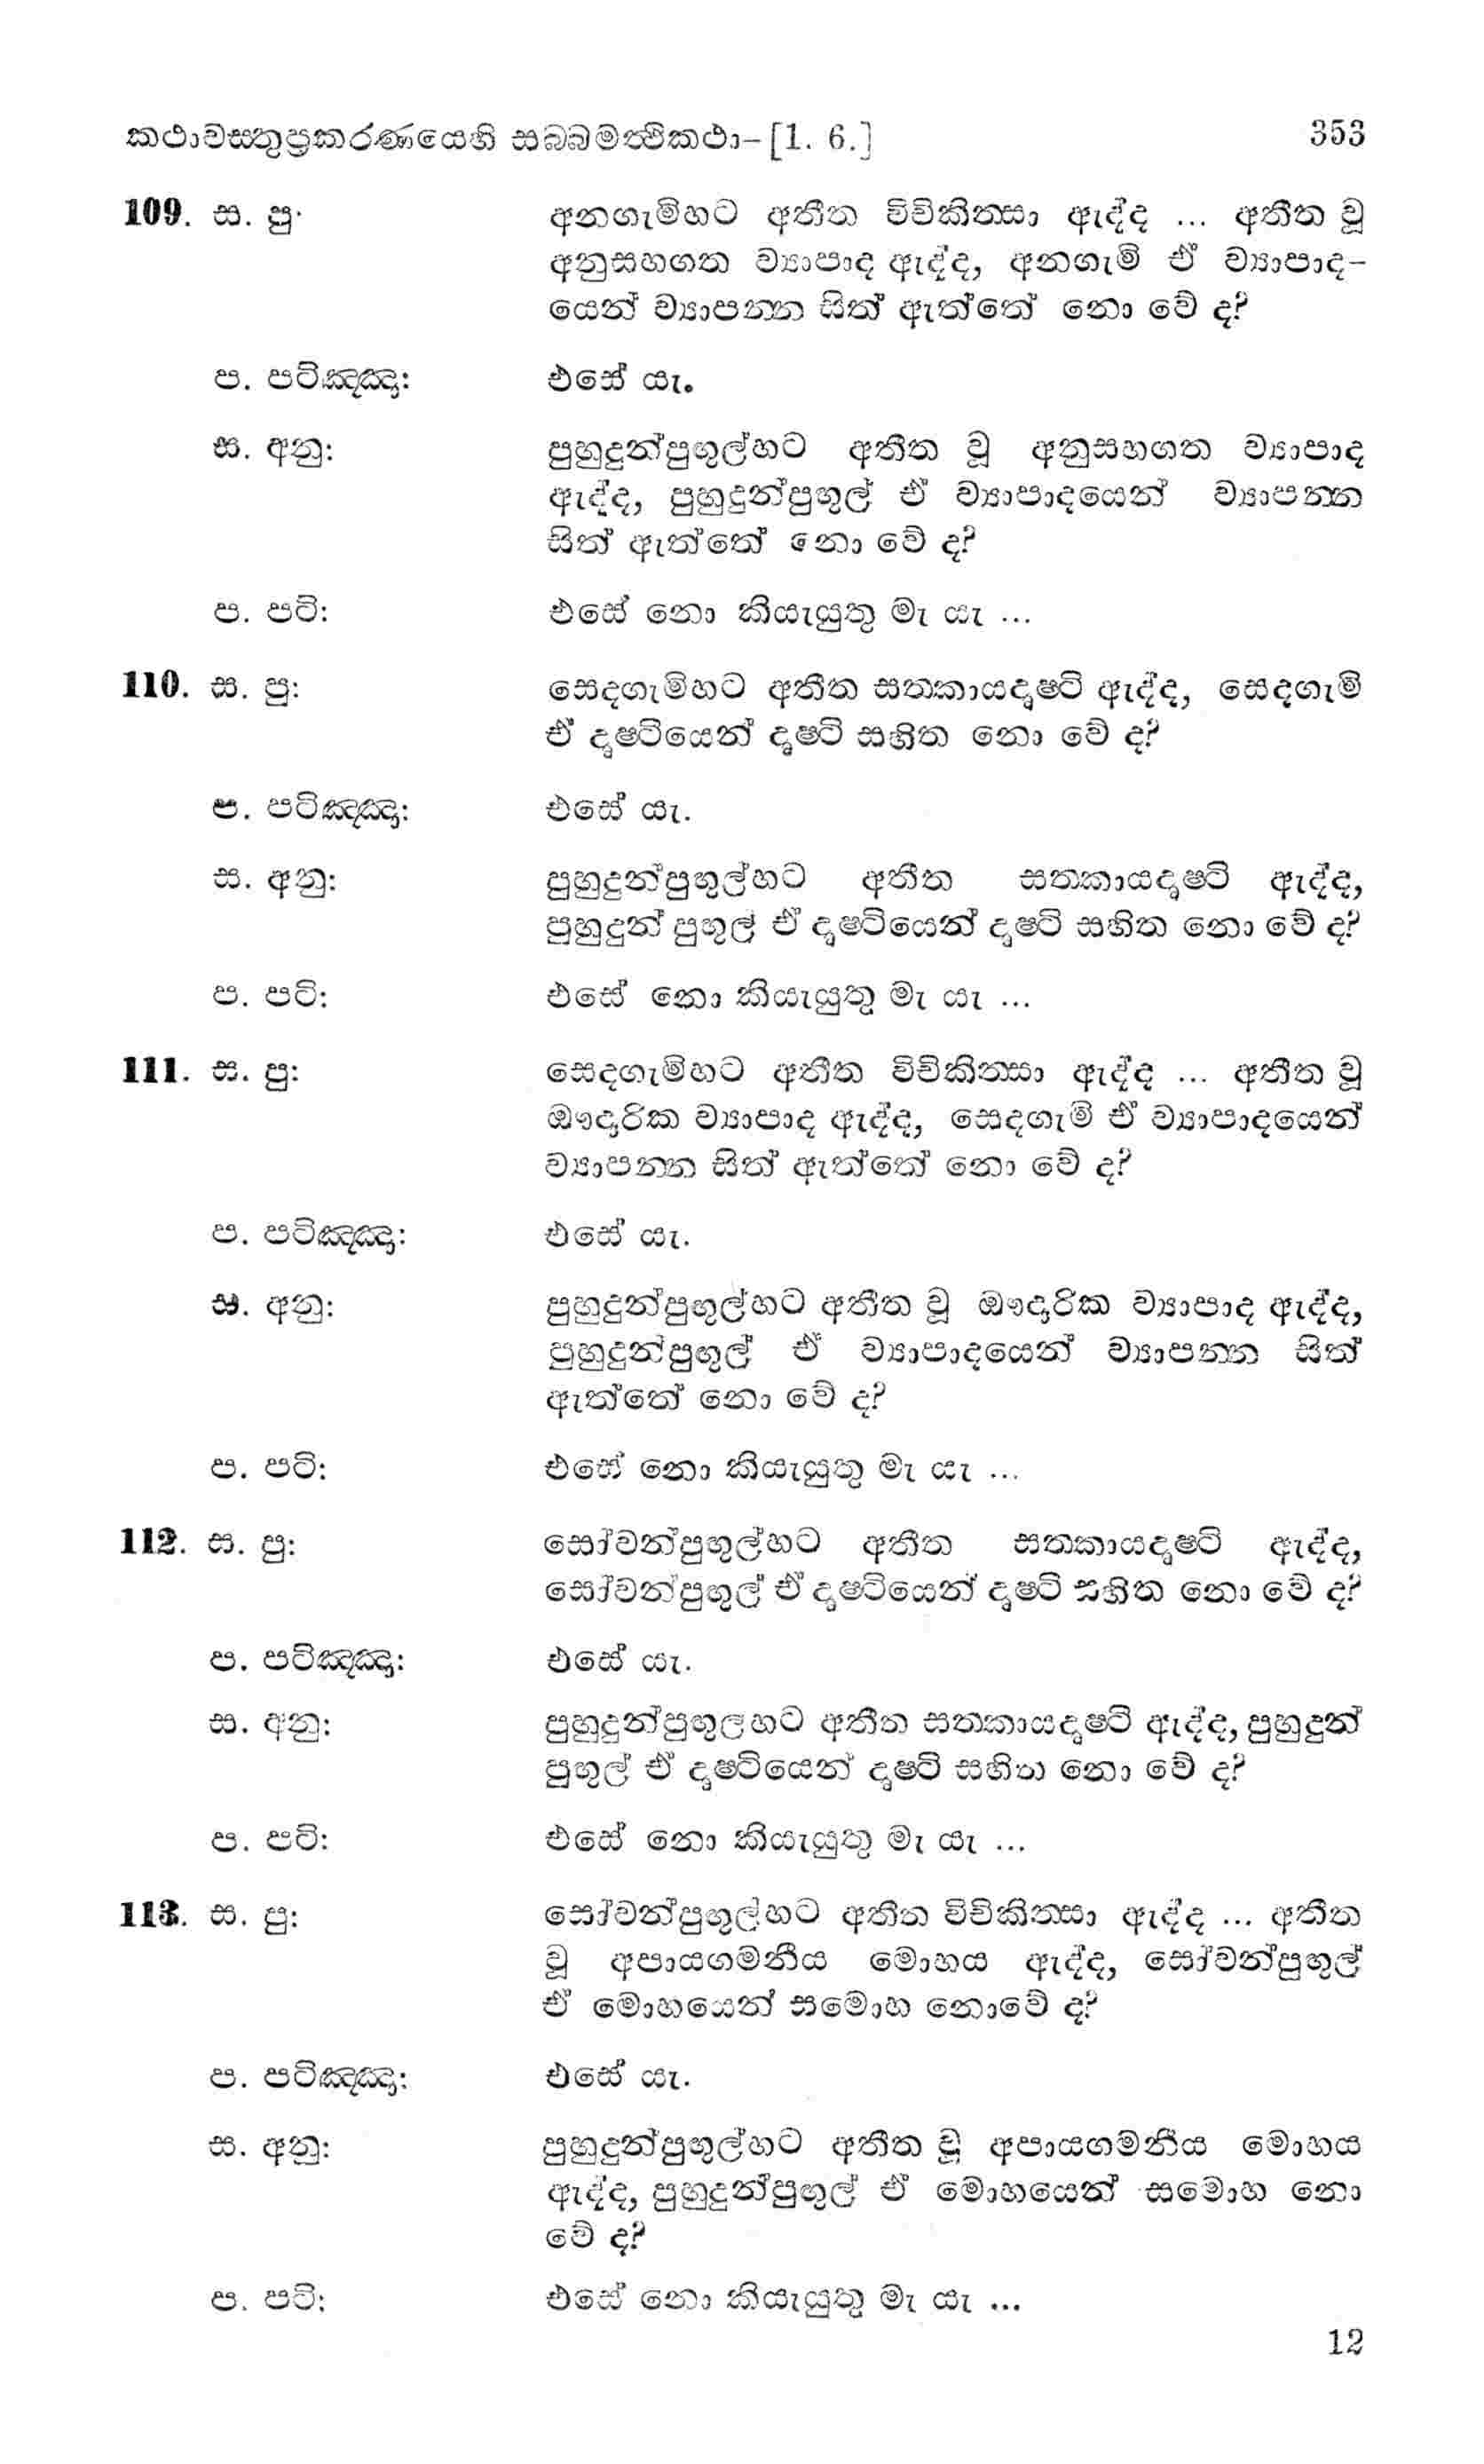 කථාවස්තුප්‍රකරණයෙහි සබ්බමත්ථිකථා–[1. 6.] 353
109. ස. පු· අනගැමිහට අතීත විචිකිත්සා ඇද්ද ... අතීත වූ
අනුසහගත ව්‍යාපාද ඇද්ද, අනගැමි ඒ ව්‍යාපාද-
යෙන් ව්‍යාපන්න සිත් ඇත්තේ නො වේ ද?
ප. පටිඤ්ඤා: එසේ යැ.
ස. අනු: පුහුදුන්පුඟුල්හට අතීත වූ අනුසහගත ව්‍යාපාද
ඇද්ද, පුහුදුන්පුඟුල් ඒ ව්‍යාපාදයෙන් ව්‍යාපන්න
සිත් ඇත්තේ නො වේ ද?
ප. පටි: එසේ නො කියැයුතු මැ යැ ...
110. ස. පු: සෙදගැමිහට අතීත සත්කායදෘෂ්ටි ඇද්ද, සෙදගැමි
ඒ දෘෂ්ටියෙන් දෘෂ්ටි සහිත නො වේ ද?
ප. පටිඤ්ඤා: එසේ යැ.
ස. අනු: පුහුදුන්පුඟුල්හට අතීත සත්කායදෘෂ්ටි ඇද්ද,
පුහුදුන් පුඟුල් ඒ දෘෂ්ටියෙන් දෘෂ්ටි සහිත නො වේ ද?
ප. පටි: එසේ නො කියැයුතු මැ යැ ...
111. ස. පු: සෙදගැමිහට අතීත විචිකිත්සා ඇද්ද ... අතීත වූ
ඖදාරික ව්‍යාපාද ඇද්ද, සෙදගැමි ඒ ව්‍යාපාදයෙන්
ව්‍යාපන්න සිත් ඇත්තේ නො වේ ද?
ප. පටිඤ්ඤා: එසේ යැ.
ස. අනු: පුහුදුන්පුඟුල්හට අතීත වූ ඖදාරික ව්‍යාපාද ඇද්ද,
පුහුදුන්පුඟුල් ඒ ව්‍යාපාදයෙන් ව්‍යාපන්න සිත්
ඇත්තේ නො වේ ද?
ප. පටි: එසේ නො කියැයුතු මැ යැ ...
112. ස. පු: සෝවන්පුඟුල්හට අතීත සත්කායදෘෂ්ටි ඇද්ද,
සෝවන්පුඟුල් ඒ දෘෂ්ටියෙන් දෘෂ්ටි සහිත නො වේ ද?
ප. පටිඤ්ඤා: එසේ යැ.
ස. අනු: පුහුදුන්පුඟුලහට අතීත සත්කායදෘෂ්ටි ඇද්ද, පුහුදුන්
පුඟුල් ඒ දෘෂ්ටියෙන් දෘෂ්ටි සහිත නො වේ ද?
ප. පටි: එසේ නො කියැයුතු මැ යැ ...
113. ස. පු: සෝවන්පුඟුල්හට අතීත විචිකිත්සා ඇද්ද ... අතීත
වූ අපායගමනීය මොහය ඇද්ද, සෝවන්පුඟුල්
ඒ මොහයෙන් සමොහ නොවේ ද?
ප. පටිඤ්ඤා: එසේ යැ.
ස. අනු: පුහුදුන්පුඟුල්හට අතීත වූ අපායගමනීය මොහය
ඇද්ද, පුහුදුන්පුඟුල් ඒ මොහයෙන් සමොහ නො
වේ ද?
ප. පටි: එසේ නො කියැයුතු මැ යැ ...
12